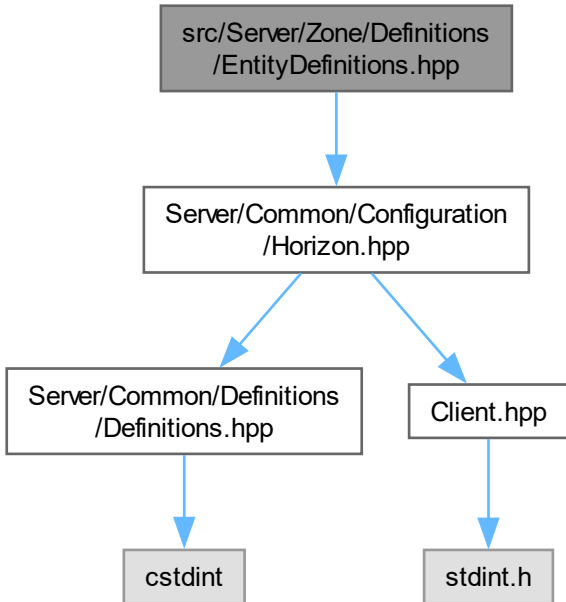 src/Server/Zone/Definitions
/EntityDefinitions.hpp
Server/Common/Configuration
/Horizon.hpp
Server/Common/Definitions
/Definitions.hpp
Client.hpp
cstdint
stdint.h